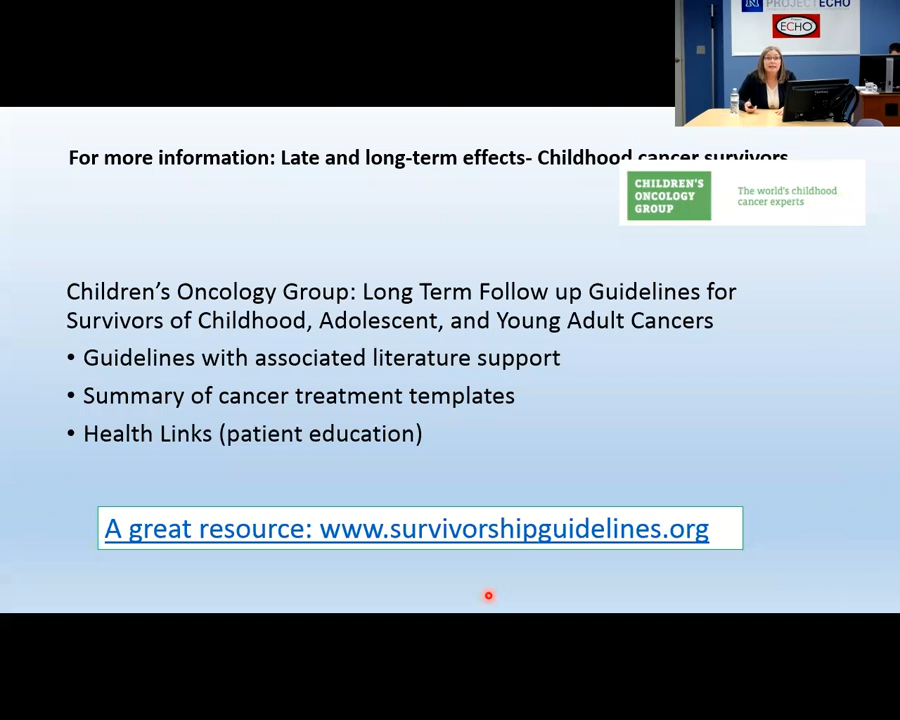 N PROJECT ECHO
ECHO
For more information: Late and long-term effects- Childhood cancer survivors
CHILDREN'S
ONCOLOGY
GROUP
The world's childhood
cancer experts
Children's Oncology Group: Long Term Follow up Guidelines for
Survivors of Childhood, Adolescent, and Young Adult Cancers
• Guidelines with associated literature support
• Summary of cancer treatment templates
• Health Links (patient education)
A great resource: www.survivorshipguidelines.org